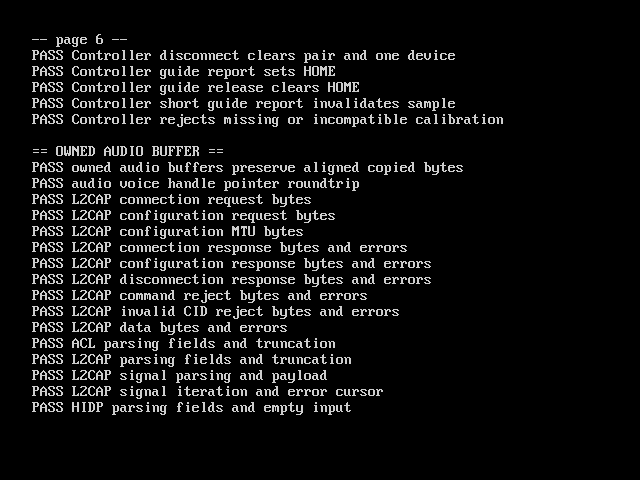 -- page 6 --
PASS Controller disconnect clears pair and one device
PASS Controller guide report sets HOME
PASS Controller guide release clears HOME
PASS Controller short guide report invalidates sample
PASS Controller rejects missing or incompatible calibration
== OWNED AUDIO BUFFER ==
PASS owned audio buffers preserve aligned copied bytes
PASS audio voice handle pointer roundtrip
PASS L2CAP connection request bytes
PASS L2CAP configuration request bytes
PASS L2CAP configuration MTU bytes
PASS L2CAP connection response bytes and errors
PASS L2CAP configuration response bytes and errors
PASS L2CAP disconnection response bytes and errors
PASS L2CAP command reject bytes and errors
PASS L2CAP invalid CID reject bytes and errors
PASS L2CAP data bytes and errors
PASS ACL parsing fields and truncation
PASS L2CAP parsing fields and truncation
PASS L2CAP signal parsing and payload
PASS L2CAP signal iteration and error cursor
PASS HIDP parsing fields and empty input